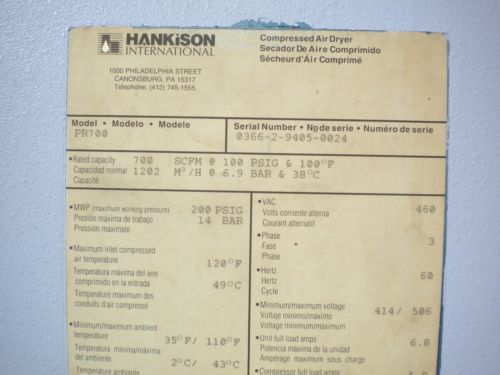 HANKISON
INTERNATIONAL
Compressed Air Dryer
Secador De Aire Comprimido
Sécheur d'Air Comprimé
1000 PHILADELPHIA STREET
CANONSBURG, PA 15317
Telephone: (412) 745-1555
Model • Modelo • Modele
PR700
Serial Number • No de serie • Numéro de serie
0366-2-9405-0024
•Rated capacity 700 SCFM @ 100 PSIG & 100°F
Capacidad normal 1202 M³/H @ 6.9 BAR & 38°C
Capacité
•MWP (maximum working pressure) 200 PSIG
Presión máxima de trabajo 14 BAR
Pression maximale
•Maximum inlet compressed
air temperature 120°F
Temperatura máxima del aire
comprimido en la entrada 49°C
Temperature maximum des
conduits d'air compressé
•Minimum/maximum ambient
temperature 35°F/ 110°F
Temperatura mínima/máxima
del ambiente 2°C/ 43°C
Température ambiante
•VAC 460
Volts corriente alterna
Courant alternatif
•Phase 3
Fase
Phase
•Hertz 60
Hertz
Cycle
•Minimum/maximum voltage 414/ 506
Voltaje mínimo/máximo
Voltage minimum/maximum
•Unit full load amps 6.8
Potencia máxima de la unidad
Amperage maximum sous charge
•Compressor full load amps